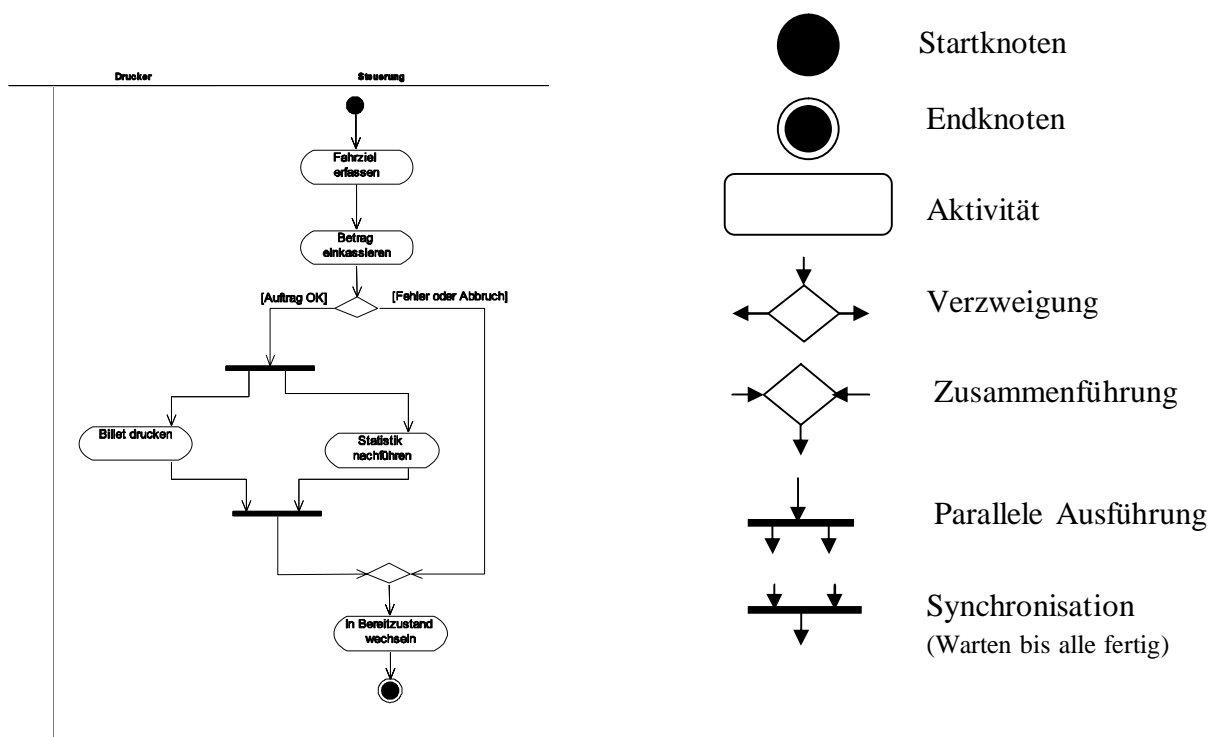 Drucker
Steuerung
Fahrziel
erfassen
Betrag
einkassieren
[Auftrag OK]
[Fehler oder Abbruch]
Billet drucken
Statistik
nachführen
In Bereitzustand
wechseln
Startknoten
Endknoten
Aktivität
Verzweigung
Zusammenführung
Parallele Ausführung
Synchronisation
(Warten bis alle fertig)